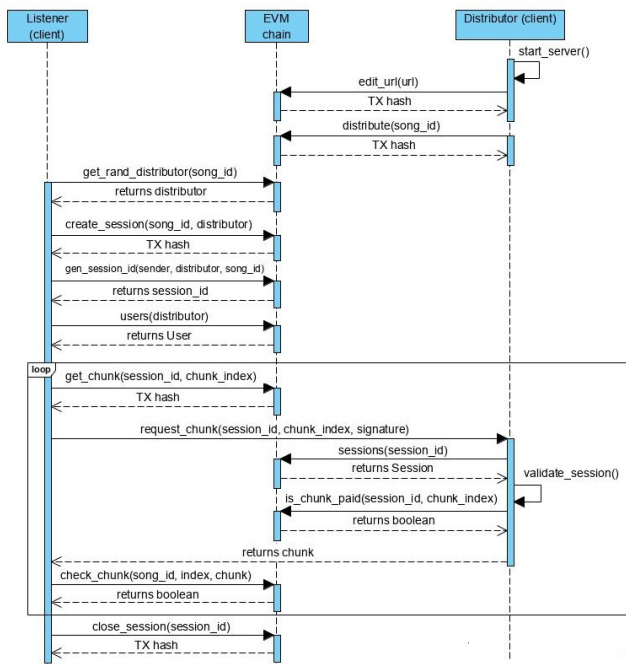 Listener
(client)
EVM
chain
Distributor (client)
start_server()
edit_url(url)
TX hash
distribute(song_id)
TX hash
get_rand_distributor(song_id)
returns distributor
create_session(song_id, distributor)
TX hash
gen_session_id(sender, distributor, song_id)
returns session_id
users(distributor)
returns User
loop
get_chunk(session_id, chunk_index)
TX hash
request_chunk(session_id, chunk_index, signature)
sessions(session_id)
returns Session
validate_session()
is_chunk_paid(session_id, chunk_index)
returns boolean
returns chunk
check_chunk(song_id, index, chunk)
returns boolean
close_session(session_id)
TX hash